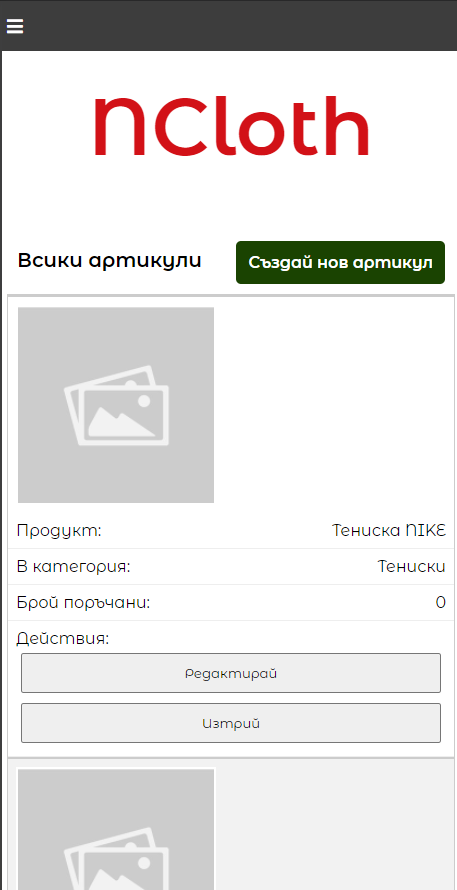 NCloth
Всики артикули
Създай нов артикул
Продукт: Тениска NIKE
В категория: Тениски
Брой поръчани: 0
Действия:
Редактирай
Изтрий